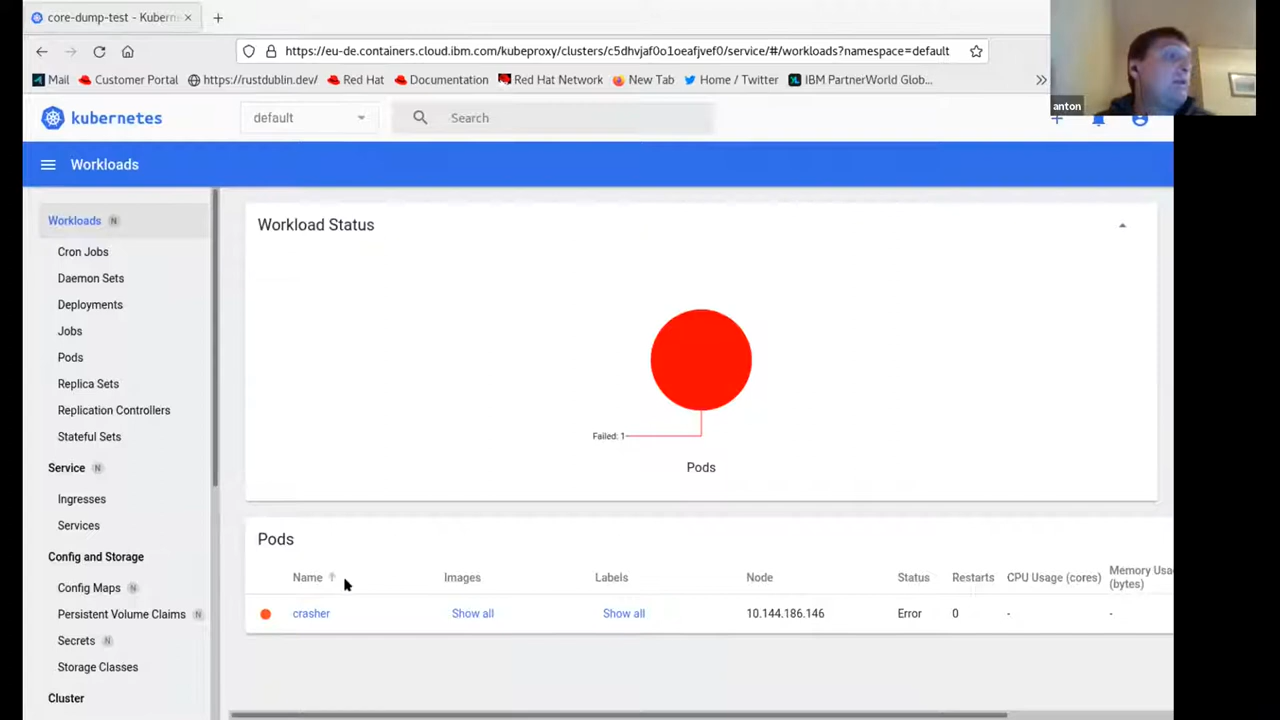 core-dump-test - Kubern
https://eu-de.containers.cloud.ibm.com/kubeproxy/clusters/c5dhvjaf0o1oeafjvef0/service/#/workloads?namespace=default
Mail Customer Portal https://rustdublin.dev/ Red Hat Documentation Red Hat Network New Tab Home / Twitter IBM PartnerWorld Glob...
anton
kubernetes default Search
Workloads
Workloads N
Cron Jobs
Daemon Sets
Deployments
Jobs
Pods
Replica Sets
Replication Controllers
Stateful Sets
Service N
Ingresses
Services
Config and Storage
Config Maps N
Persistent Volume Claims N
Secrets N
Storage Classes
Cluster
Workload Status
Failed: 1
Pods
Pods
Name Images Labels Node Status Restarts CPU Usage (cores) Memory Usa
(bytes)
crasher Show all Show all 10.144.186.146 Error 0 - -